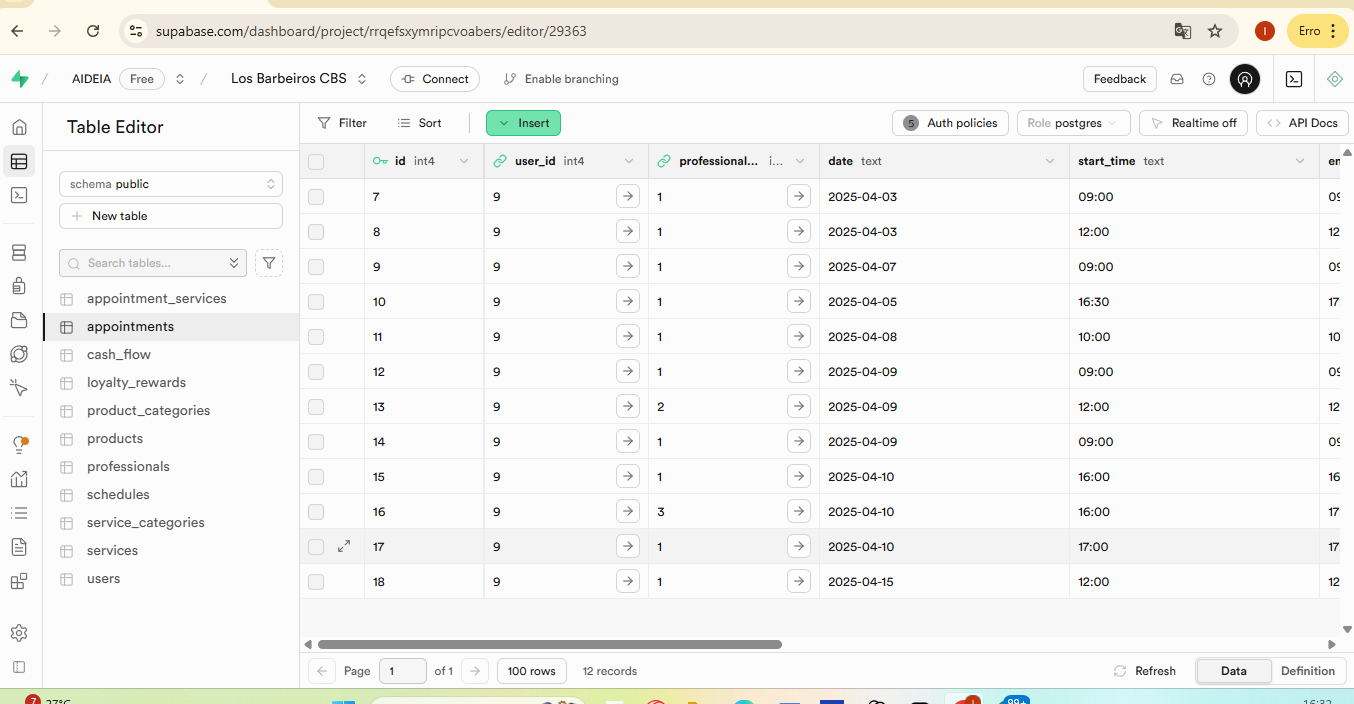 supabase.com/dashboard/project/rrqefsxymripcvoabers/editor/29363
I
Erro
/ AIDEIA Free / Los Barbeiros CBS Connect Enable branching Feedback
Table Editor
schema public
New table
Search tables...
appointment_services
appointments
cash_flow
loyalty_rewards
product_categories
products
professionals
schedules
service_categories
services
users
Filter Sort Insert 5 Auth policies Role postgres Realtime off API Docs
id int4 user_id int4 professional... i... date text start_time text en
7 9 1 2025-04-03 09:00 09
8 9 1 2025-04-03 12:00 12
9 9 1 2025-04-07 09:00 09
10 9 1 2025-04-05 16:30 17
11 9 1 2025-04-08 10:00 10
12 9 1 2025-04-09 09:00 09
13 9 2 2025-04-09 12:00 12
14 9 1 2025-04-09 09:00 09
15 9 1 2025-04-10 16:00 16
16 9 3 2025-04-10 16:00 17
17 9 1 2025-04-10 17:00 17
18 9 1 2025-04-15 12:00 12
Page 1 of 1 100 rows 12 records Refresh Data Definition
7 27°C 99+ 16:32